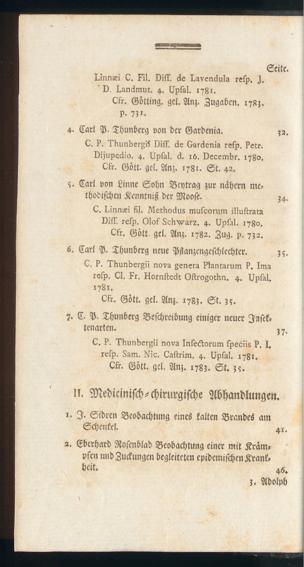 Seite.
Linnæi C. Fil. Diſſ. de Lavendula reſp. J.
D. Landmut. 4. Upſal. 1781.
Cfr. Götting. gel. Anz. Zugaben. 1783.
p. 731.
4. Carl P. Thunberg von der Gardenia. 32.
C. P. Thunbergii Diſſ. de Gardenia reſp. Petr.
Dijupedio. 4. Upſal. d. 16. Decembr. 1780.
Cfr. Gött. gel. Anz. 1781. St. 42.
5. Carl von Linne Sohn Beytrag zur nähern me-
thodiſchen Kenntniß der Mooſe. 34.
C. Linnæi fil. Methodus muſcorum illuſtrata
Diſſ. reſp. Olof Schwarz. 4. Upſal. 1780.
Cfr. Gött. gel. Anz. 1782. Zug. p. 732.
6. Carl P. Thunberg neue Pflanzengeſchlechter. 35.
C. P. Thunbergii nova genera Plantarum P. Ima
reſp. Cl. Fr. Hornſtedt Oſtrogothn. 4. Upſal.
1781.
Cfr. Gött. gel. Anz. 1783. St. 35.
7. C. P. Thunberg Beſchreibung einiger neuer Inſek-
tenarten. 37.
C. P. Thunbergii nova Inſectorum ſpeciis P. I.
reſp. Sam. Nic. Caſtrim. 4. Upſal. 1781.
Cfr. Gött. gel. Anz. 1783. St. 35.
II. Mediciniſch-chirurgiſche Abhandlungen.
1. J. Sidren Beobachtung eines kalten Brandes am
Schenkel. 41.
2. Eberhard Roſenblad Beobachtung einer mit Kräm-
pfen und Zuckungen begleiteten epidemiſchen Krank-
heit. 46.
3. Adolph